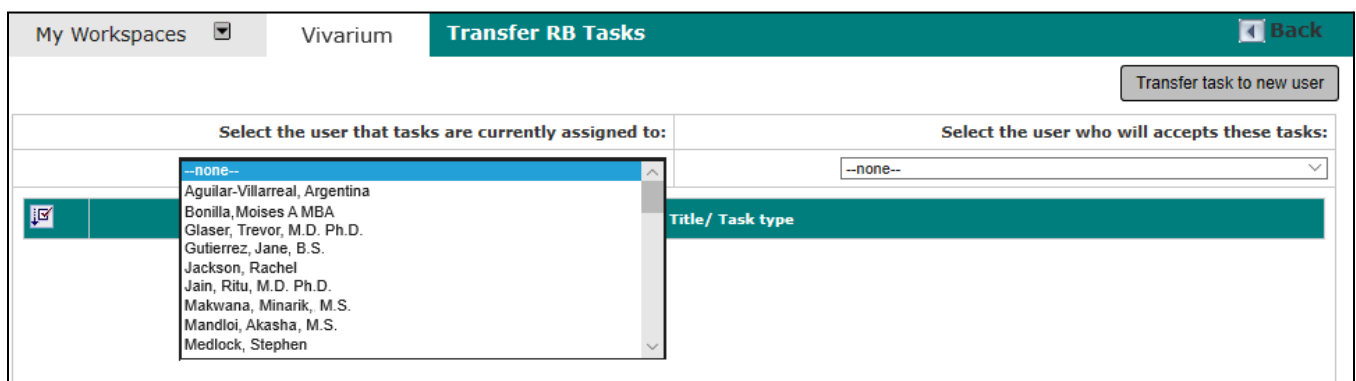 My Workspaces Vivarium Transfer RB Tasks Back
Transfer task to new user
Select the user that tasks are currently assigned to: Select the user who will accepts these tasks:
--none-- --none--
Aguilar-Villarreal, Argentina
Bonilla,Moises A MBA
Glaser, Trevor, M.D. Ph.D.
Title/ Task type
Gutierrez, Jane, B.S.
Jackson, Rachel
Jain, Ritu, M.D. Ph.D.
Makwana, Minarik,. M.S.
Mandloi, Akasha, M.S.
Medlock, Stephen